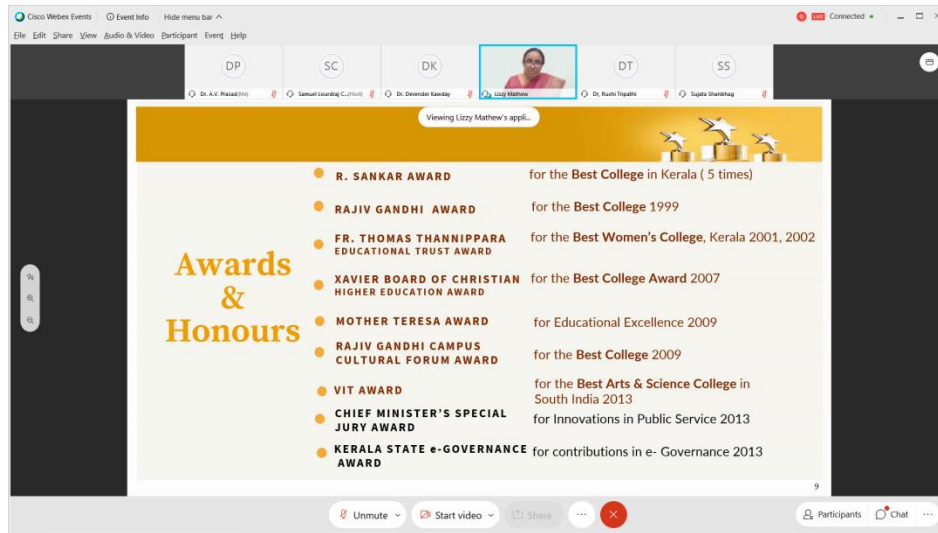 Cisco Webex Events Event Info Hide menu bar
Connected
File Edit Share View Audio & Video Participant Event Help
DP SC DK DT SS
Dr. A.V. Prasad(Me) Samuel Lourdraj C...(Host) Dr. Devender Kawday Lizzy Mathew Dr, Ruchi Tripathi Sujata Shanbhag
Viewing Lizzy Mathew's appli...
Awards
&
Honours
R. SANKAR AWARD for the Best College in Kerala ( 5 times)
RAJIV GANDHI AWARD for the Best College 1999
FR. THOMAS THANNIPPARA for the Best Women's College, Kerala 2001, 2002
EDUCATIONAL TRUST AWARD
XAVIER BOARD OF CHRISTIAN for the Best College Award 2007
HIGHER EDUCATION AWARD
MOTHER TERESA AWARD for Educational Excellence 2009
RAJIV GANDHI CAMPUS
CULTURAL FORUM AWARD for the Best College 2009
VIT AWARD for the Best Arts & Science College in
South India 2013
CHIEF MINISTER'S SPECIAL for Innovations in Public Service 2013
JURY AWARD
KERALA STATE e-GOVERNANCE for contributions in e- Governance 2013
AWARD
9
Unmute Start video Share Participants Chat